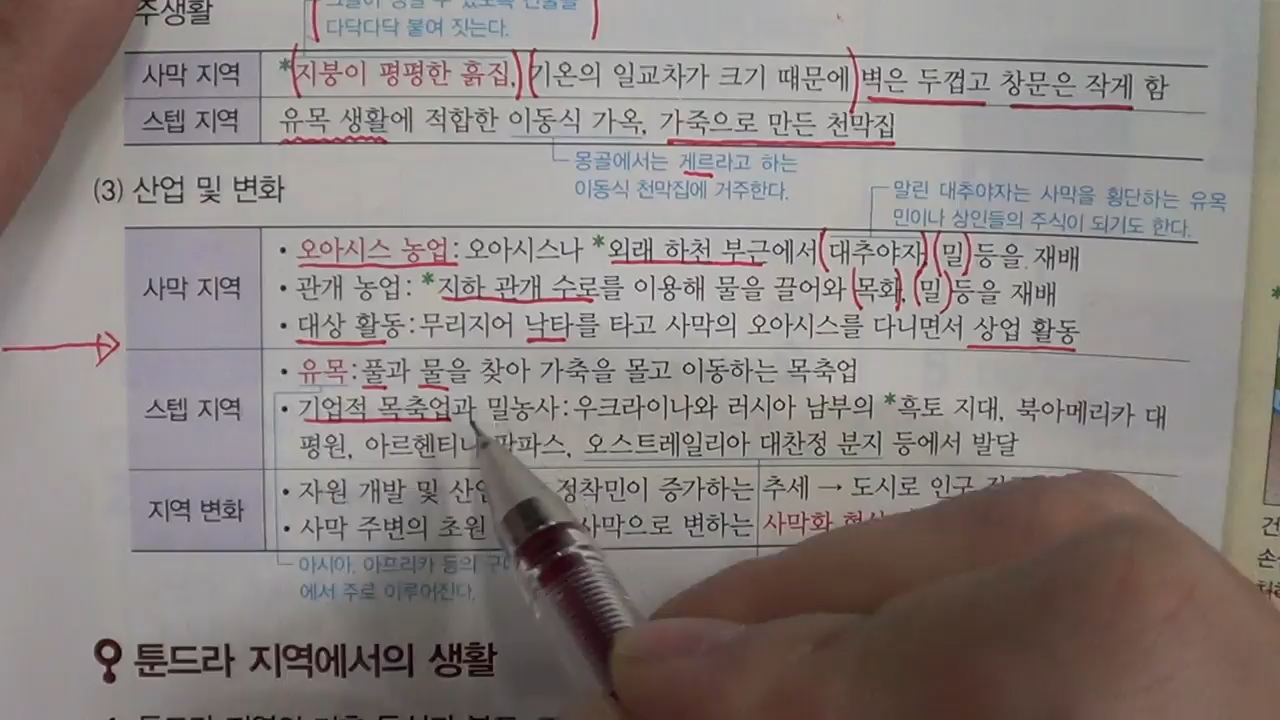 주생활
다닥다닥 붙여 짓는다.
사막 지역
*지붕이 평평한 흙집, 기온의 일교차가 크기 때문에 벽은 두껍고 창문은 작게 함
스텝 지역
유목 생활에 적합한 이동식 가옥, 가죽으로 만든 천막집
몽골에서는 게르라고 하는
이동식 천막집에 거주한다.
(3) 산업 및 변화
말린 대추야자는 사막을 횡단하는 유목
민이나 상인들의 주식이 되기도 한다.
사막 지역
• 오아시스 농업: 오아시스나 *외래 하천 부근에서 대추야자, 밀 등을 재배
• 관개 농업: *지하 관개 수로를 이용해 물을 끌어와 목화, 밀 등을 재배
• 대상 활동: 무리지어 낙타를 타고 사막의 오아시스를 다니면서 상업 활동
스텝 지역
• 유목: 풀과 물을 찾아 가축을 몰고 이동하는 목축업
• 기업적 목축업과 밀농사: 우크라이나와 러시아 남부의 *흑토 지대, 북아메리카 대
평원, 아르헨티나 팜파스, 오스트레일리아 대찬정 분지 등에서 발달
지역 변화
• 자원 개발 및 정착민이 증가하는 추세 → 도시로 인구
• 사막 주변의 초원 사막으로 변하는 사막화 현상
아시아, 아프리카 등의
에서 주로 이루어진다.
툰드라 지역에서의 생활